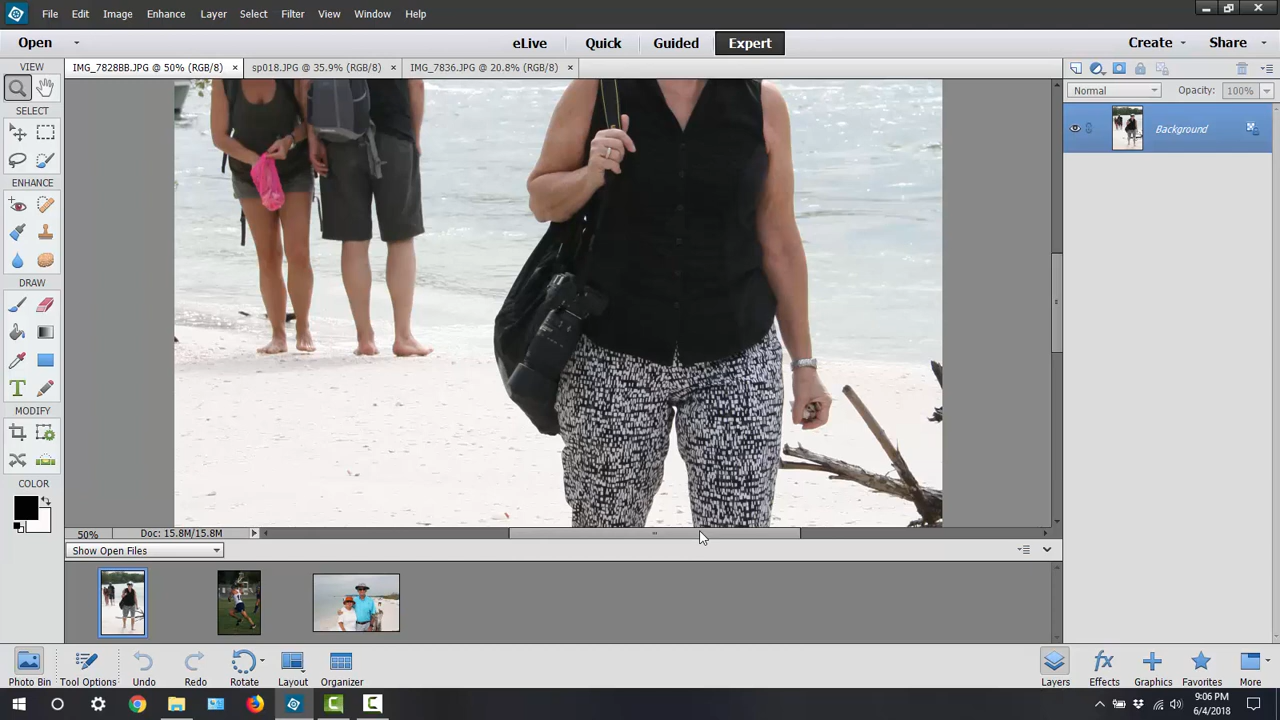 File Edit Image Enhance Layer Select Filter View Window Help
Open eLive Quick Guided Expert Create Share
VIEW IMG_7828BB.JPG @ 50% (RGB/8) × sp018.JPG @ 35.9% (RGB/8) × IMG_7836.JPG @ 20.8% (RGB/8) ×
Normal Opacity: 100%
SELECT
Background
ENHANCE
DRAW
T
MODIFY
COLOR
50% Doc: 15.8M/15.8M
Show Open Files
Photo Bin Tool Options Undo Redo Rotate Layout Organizer Layers Effects Graphics Favorites More
9:06 PM
6/4/2018